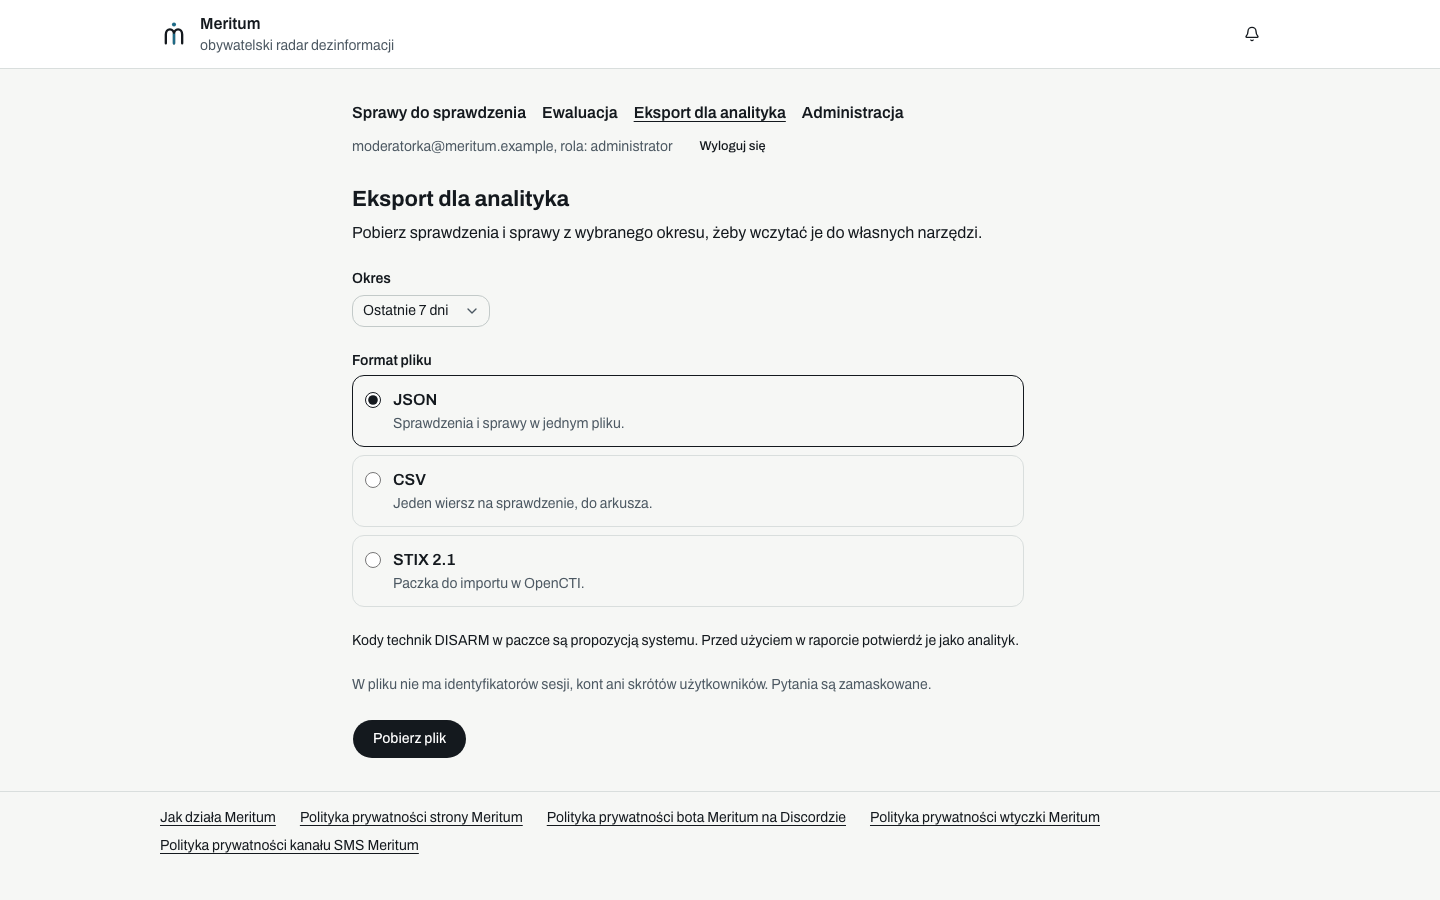 Meritum
obywatelski radar dezinformacji
Sprawy do sprawdzenia Ewaluacja Eksport dla analityka Administracja
moderatorka@meritum.example, rola: administrator Wyloguj się
Eksport dla analityka
Pobierz sprawdzenia i sprawy z wybranego okresu, żeby wczytać je do własnych narzędzi.
Okres
Ostatnie 7 dni
Format pliku
JSON
Sprawdzenia i sprawy w jednym pliku.
CSV
Jeden wiersz na sprawdzenie, do arkusza.
STIX 2.1
Paczka do importu w OpenCTI.
Kody technik DISARM w paczce są propozycją systemu. Przed użyciem w raporcie potwierdź je jako analityk.
W pliku nie ma identyfikatorów sesji, kont ani skrótów użytkowników. Pytania są zamaskowane.
Pobierz plik
Jak działa Meritum Polityka prywatności strony Meritum Polityka prywatności bota Meritum na Discordzie Polityka prywatności wtyczki Meritum
Polityka prywatności kanału SMS Meritum